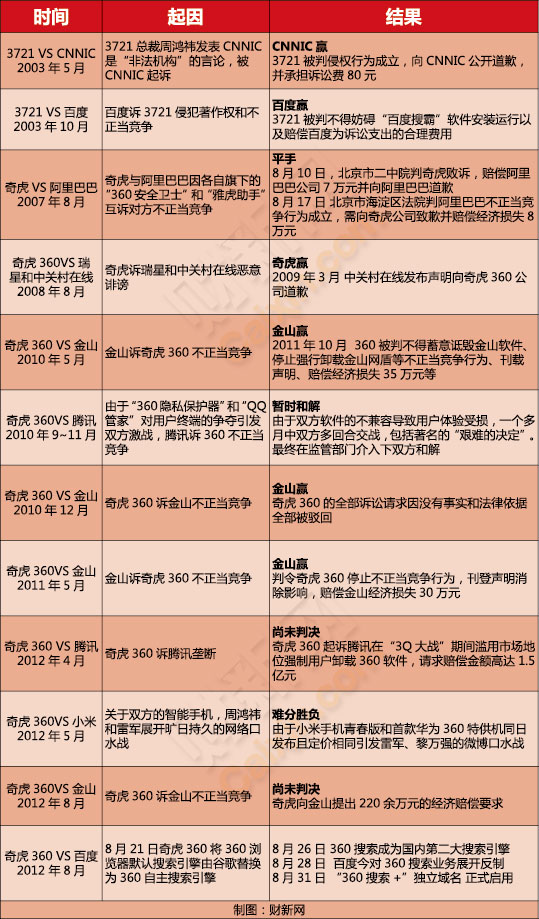 时间 起因 结果
3721 VS CNNIC
2003 年 5 月
3721 总裁周鸿祎发表 CNNIC
是“非法机构”的言论，被
CNNIC 起诉
CNNIC 赢
3721 被判侵权行为成立，向 CNNIC 公开道歉，
并承担诉讼费 80 元
3721 VS 百度
2003 年 10 月
百度诉 3721 侵犯著作权和不
正当竞争
百度赢
3721 被判不得妨碍“百度搜霸”软件安装运行以
及赔偿百度为诉讼支出的合理费用
奇虎 VS 阿里巴巴
2007 年 8 月
奇虎与阿里巴巴因各自旗下的
“360 安全卫士”和“雅虎助手”
互诉对方不正当竞争
平手
8 月 10 日，北京市二中院判奇虎败诉，赔偿阿里
巴巴公司 7 万元并向阿里巴巴道歉
8 月 17 日 北京市海淀区法院判阿里巴巴不正当竞
争行为成立，需向奇虎公司致歉并赔偿经济损失 8
万元
奇虎 360VS 瑞
星和中关村在线
2008 年 8 月
奇虎诉瑞星和中关村在线恶意
诽谤
奇虎赢
2009 年 3 月 中关村在线发布声明向奇虎 360 公
司道歉
奇虎 360 VS 金山
2010 年 5 月
金山诉奇虎 360 不正当竞争
金山赢
2011 年 10 月 360 被判不得蓄意诋毁金山软件、
停止强行卸载金山网盾等不正当竞争行为、刊载
声明、赔偿经济损失 35 万元等
奇虎 360VS 腾讯
2010 年 9~11 月
由于“360 隐私保护器”和“QQ
管家”对用户终端的争夺引发
双方激战，腾讯诉 360 不正当
竞争
暂时和解
由于双方软件的不兼容导致用户体验受损，一个多
月中双方多回合交战，包括著名的“艰难的决定”。
最终在监管部门介入下双方和解
奇虎 360 VS 金山
2010 年 12 月
奇虎 360 诉金山不正当竞争
金山赢
奇虎 360 的全部诉讼请求因没有事实和法律依据
全部被驳回
奇虎 360VS 金山
2011 年 5 月
金山诉奇虎 360 不正当竞争
金山赢
判令奇虎 360 停止不正当竞争行为，刊登声明消
除影响，赔偿金山经济损失 30 万元
奇虎 360 VS 腾讯
2012 年 4 月
奇虎 360 诉腾讯垄断
尚未判决
奇虎 360 起诉腾讯在“3Q 大战”期间滥用市场地
位强制用户卸载 360 软件，请求赔偿金额高达 1.5
亿元
奇虎 360VS 小米
2012 年 5 月
关于双方的智能手机，周鸿祎
和雷军展开旷日持久的网络口
水战
难分胜负
由于小米手机青春版和首款华为 360 特供机同日
发布且定价相同引发雷军、黎万强的微博口水战
奇虎 360VS 金山
2012 年 8 月
奇虎 360 诉金山不正当竞争
尚未判决
奇虎向金山提出 220 余万元的经济赔偿要求
奇虎 360 VS 百度
2012 年 8 月
8 月 21 日奇虎 360 将 360 浏
览器默认搜索引擎由谷歌替换
为 360 自主搜索引擎
8 月 26 日 360 搜索成为国内第二大搜索引擎
8 月 28 日 百度今对 360 搜索业务展开反制
8 月 31 日 “360 搜索 +”独立域名 正式启用
制图：财新网